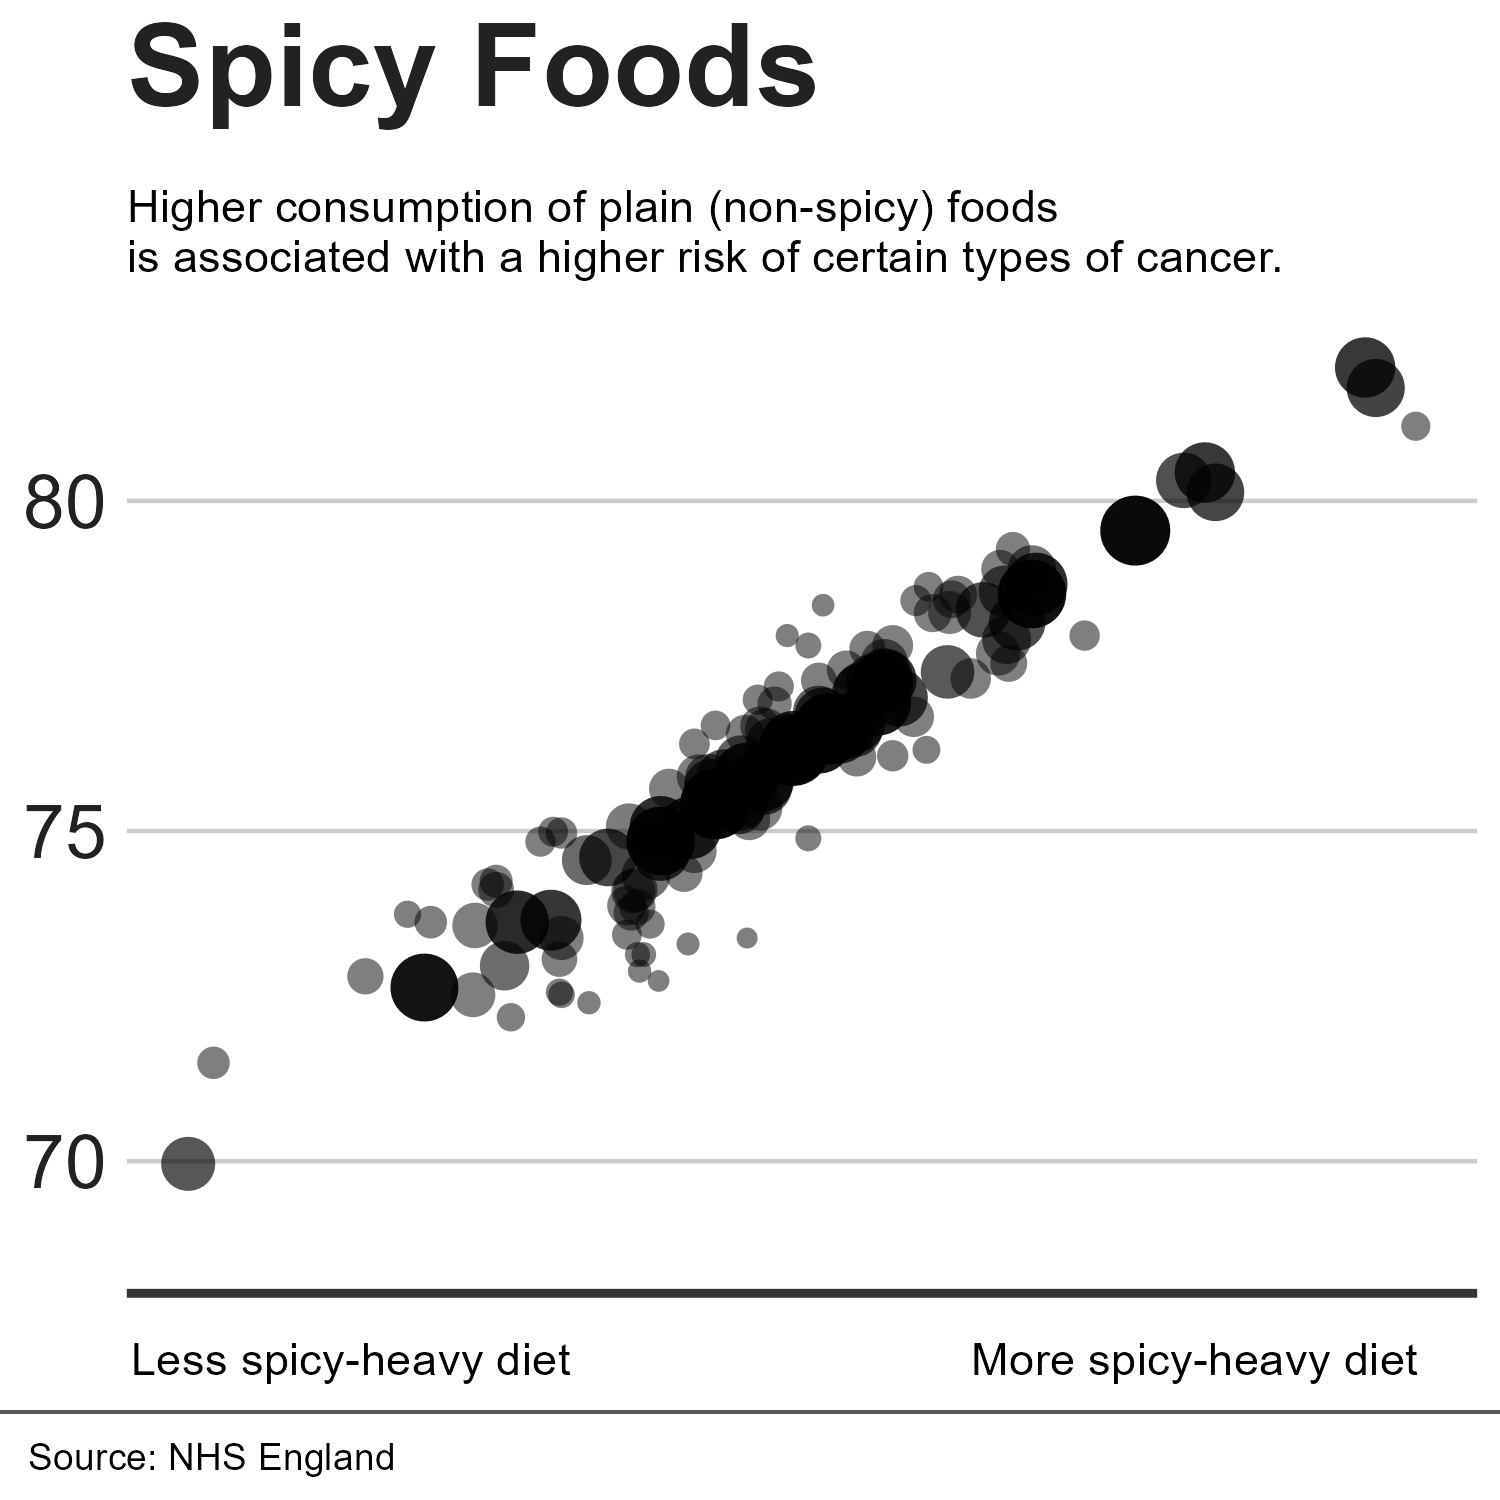 Spicy Foods
Higher consumption of plain (non-spicy) foods
is associated with a higher risk of certain types of cancer.
80
75
70
Less spicy-heavy diet
More spicy-heavy diet
Source: NHS England